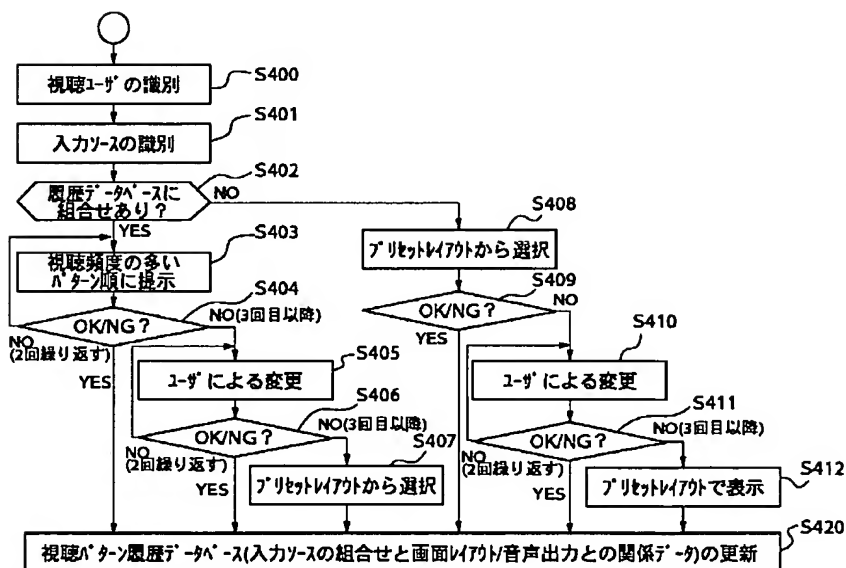 視聴ﾕｰｻﾞの識別
S400
入力ｿｰｽの識別
S401
履歴ﾃﾞｰﾀﾍﾞｰｽに
組合せあり？
S402
NO
YES
視聴頻度の多い
ﾊﾟﾀｰﾝ順に提示
S403
OK/NG？
S404
NO(3回目以降)
NO
(2回繰り返す)
YES
ﾕｰｻﾞによる変更
S405
OK/NG？
S406
NO(3回目以降)
NO
(2回繰り返す)
YES
ﾌﾟﾘｾｯﾄﾚｲｱｳﾄから選択
S407
ﾌﾟﾘｾｯﾄﾚｲｱｳﾄから選択
S408
OK/NG？
S409
NO
YES
ﾕｰｻﾞによる変更
S410
OK/NG？
S411
NO(3回目以降)
NO
(2回繰り返す)
YES
ﾌﾟﾘｾｯﾄﾚｲｱｳﾄで表示
S412
視聴ﾊﾟﾀｰﾝ履歴ﾃﾞｰﾀﾍﾞｰｽ(入力ｿｰｽの組合せと画面ﾚｲｱｳﾄ/音声出力との関係ﾃﾞｰﾀ)の更新
S420